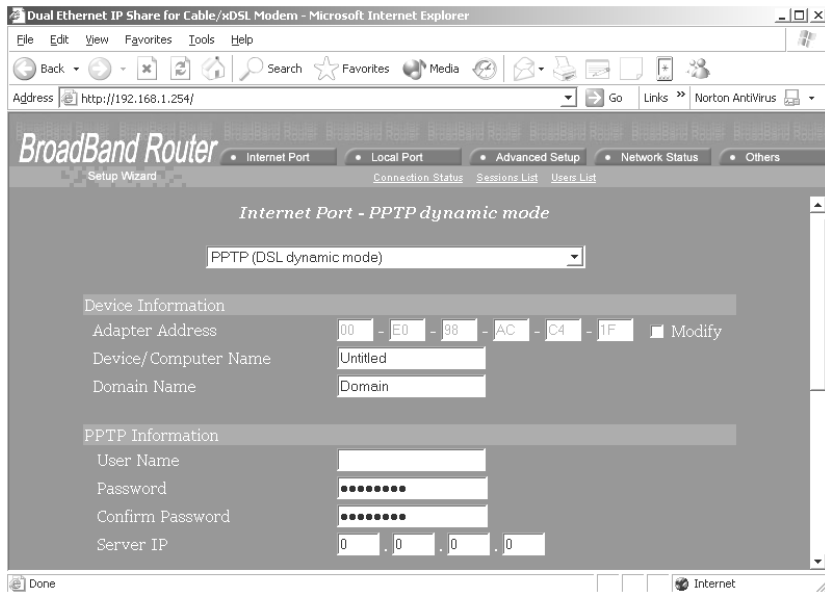 Dual Ethernet IP Share for Cable/xDSL Modem - Microsoft Internet Explorer
File Edit View Favorites Tools Help
Back Search Favorites Media
Address http://192.168.1.254/ Go Links » Norton AntiVirus
BroadBand Router
• Internet Port • Local Port • Advanced Setup • Network Status • Others
Setup Wizard Connection Status Sessions List Users List
Internet Port - PPTP dynamic mode
PPTP (DSL dynamic mode)
Device Information
Adapter Address 00 - E0 - 98 - AC - C4 - 1F Modify
Device/Computer Name Untitled
Domain Name Domain
PPTP Information
User Name
Password ••••••••
Confirm Password ••••••••
Server IP 0 . 0 . 0 . 0
Done Internet